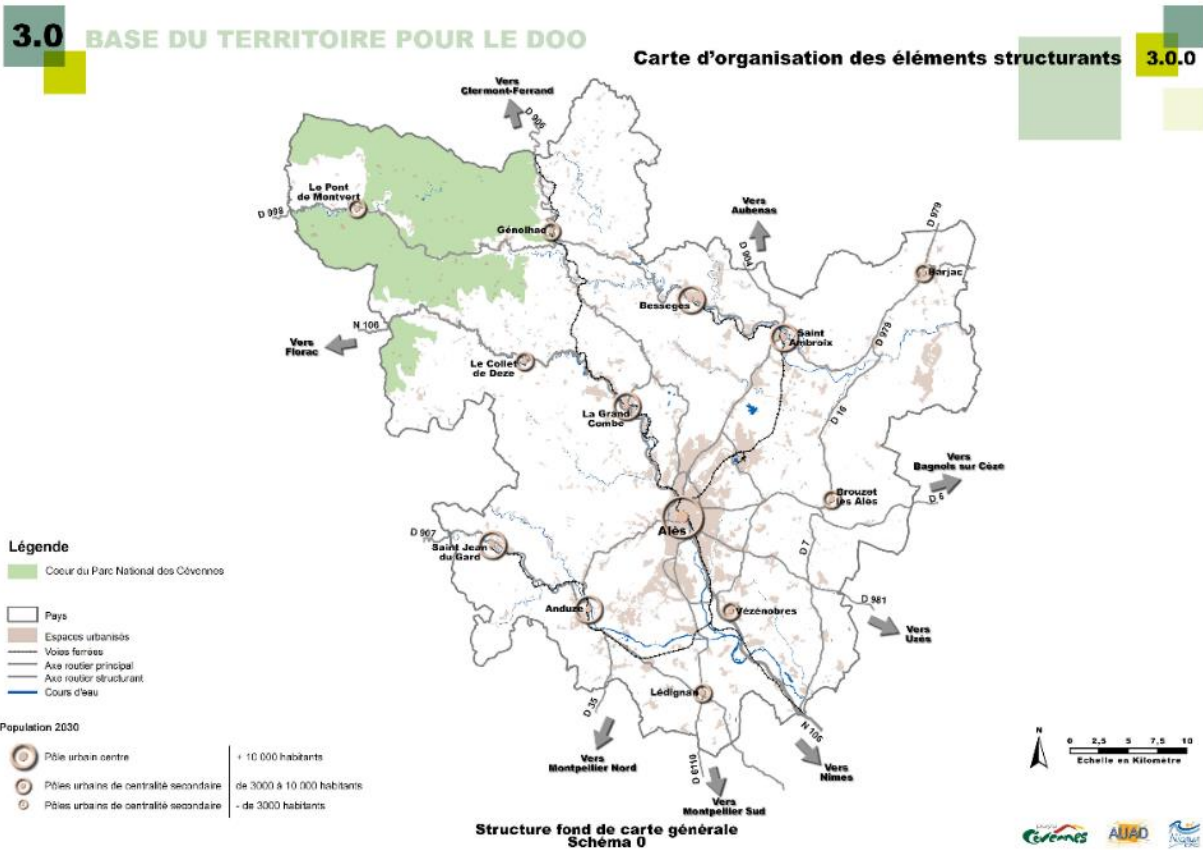 3.0 BASE DU TERRITOIRE POUR LE DOO
Carte d'organisation des éléments structurants 3.0.0
Vers
Clermont-Ferrand
D 906
Le Pont
de Montvert
D 998
Génolhac
Vers
Aubenas
D 904
D 979
Barjac
Besseges
Saint
Ambroix
D 979
N 106
Vers
Florac
Le Collet
de Deze
La Grand
Combe
D 16
Vers
Bagnols sur Cèze
D 6
Brouzet
les Alès
Alès
D 7
D 907
Saint Jean
du Gard
Anduze
Vézénobres
D 981
Vers
Uzès
Lédignan
D 35
Vers
Montpellier Nord
D 6110
Vers
Montpellier Sud
N 106
Vers
Nîmes
Légende
Coeur du Parc National des Cévennes
Pays
Espaces urbanisés
Voies ferrées
Axe routier principal
Axe routier structurant
Cours d'eau
Population 2030
Pôle urbain centre + 10 000 habitants
Pôles urbains de centralité secondaire de 3000 à 10 000 habitants
Pôles urbains de centralité secondaire - de 3000 habitants
N
0 2,5 5 7,5 10
Echelle en Kilomètre
Structure fond de carte générale
Schéma 0
Cévennes
AUAD